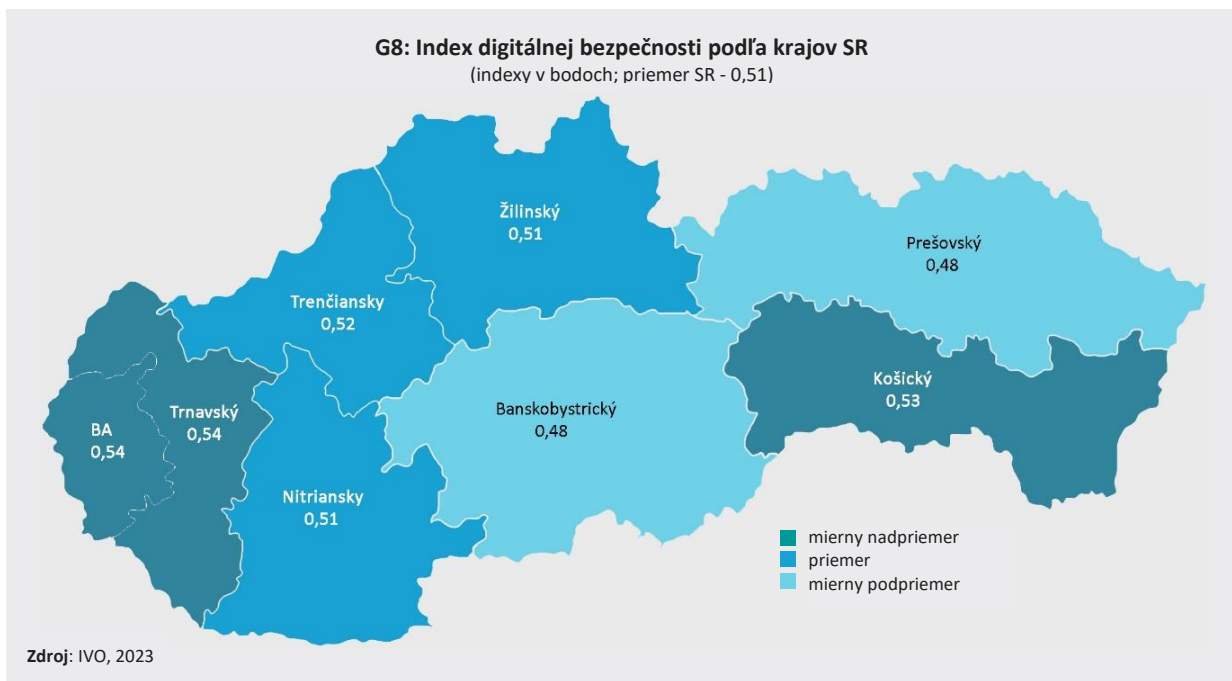 G8: Index digitálnej bezpečnosti podľa krajov SR
(indexy v bodoch; priemer SR - 0,51)
Žilinský
0,51
Prešovský
0,48
Trenčiansky
0,52
Košický
0,53
Banskobystrický
0,48
Trnavský
0,54
BA
0,54
Nitriansky
0,51
mierny nadpriemer
priemer
mierny podpriemer
Zdroj: IVO, 2023